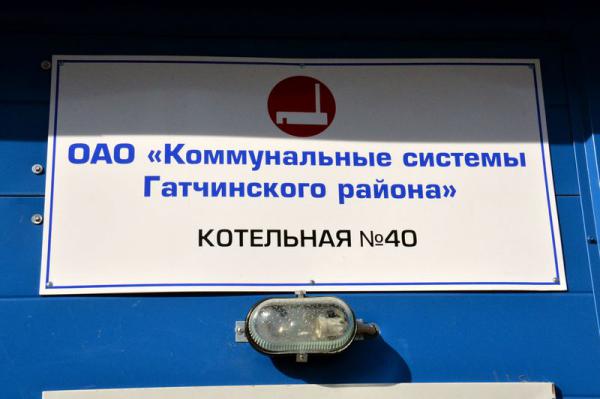 ОАО «Коммунальные системы
Гатчинского района»
КОТЕЛЬНАЯ №40